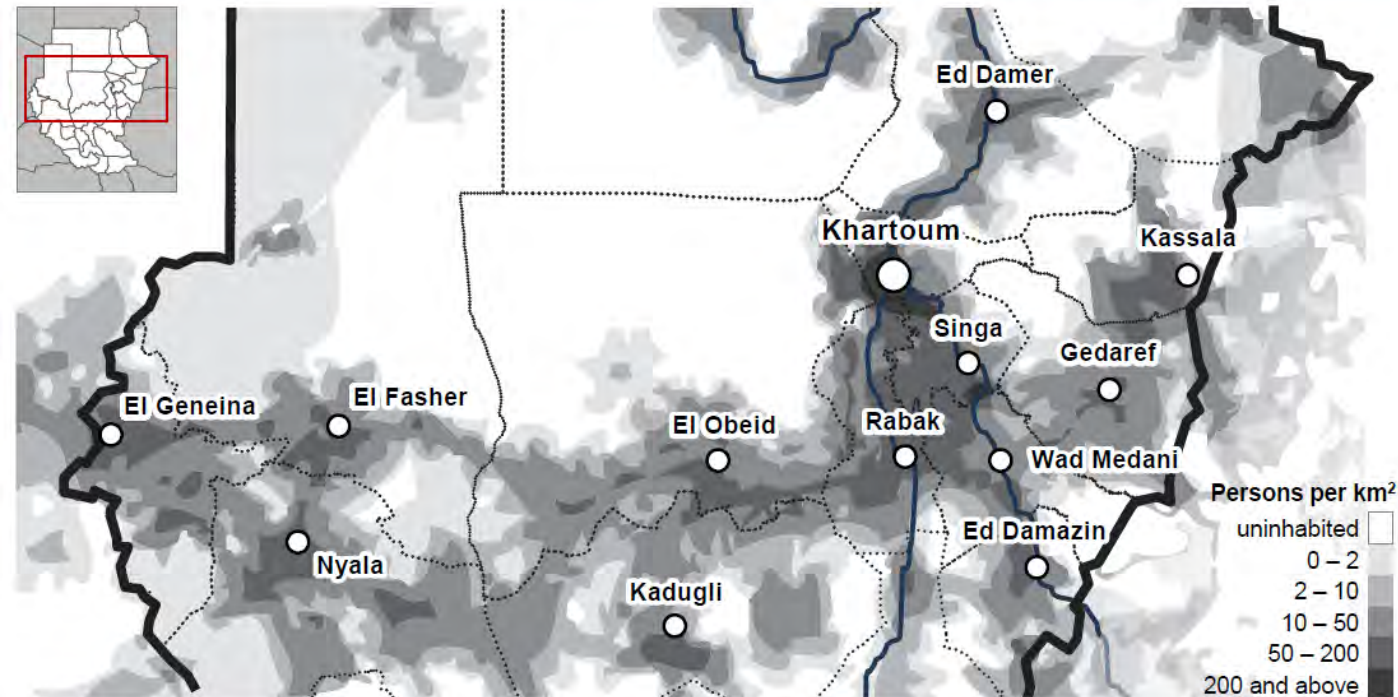 Ed Damer
Khartoum
Kassala
Singa
Gedaref
El Geneina
El Fasher
El Obeid
Rabak
Wad Medani
Nyala
Ed Damazin
Kadugli
Persons per km²
uninhabited
0 – 2
2 – 10
10 – 50
50 – 200
200 and above